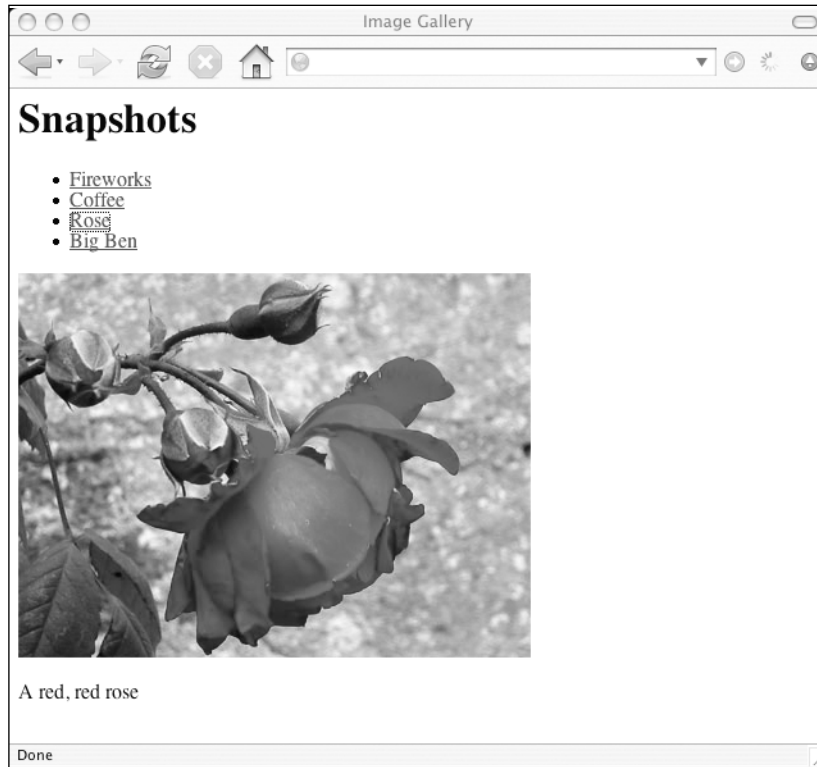 Image Gallery
Snapshots
Fireworks
Coffee
Rose
Big Ben
A red, red rose
Done